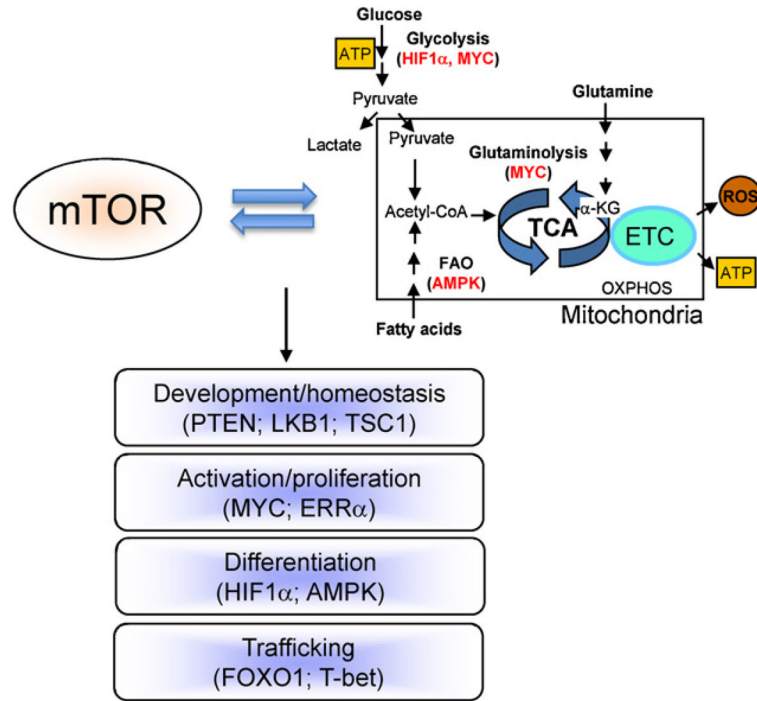 Glucose
ATP
Glycolysis
(HIF1α, MYC)
Pyruvate
Lactate
Pyruvate
Glutamine
Glutaminolysis
(MYC)
mTOR
Acetyl-CoA
TCA
α-KG
ETC
ROS
ATP
FAO
(AMPK)
OXPHOS
Mitochondria
Fatty acids
Development/homeostasis
(PTEN; LKB1; TSC1)
Activation/proliferation
(MYC; ERRα)
Differentiation
(HIF1α; AMPK)
Trafficking
(FOXO1; T-bet)